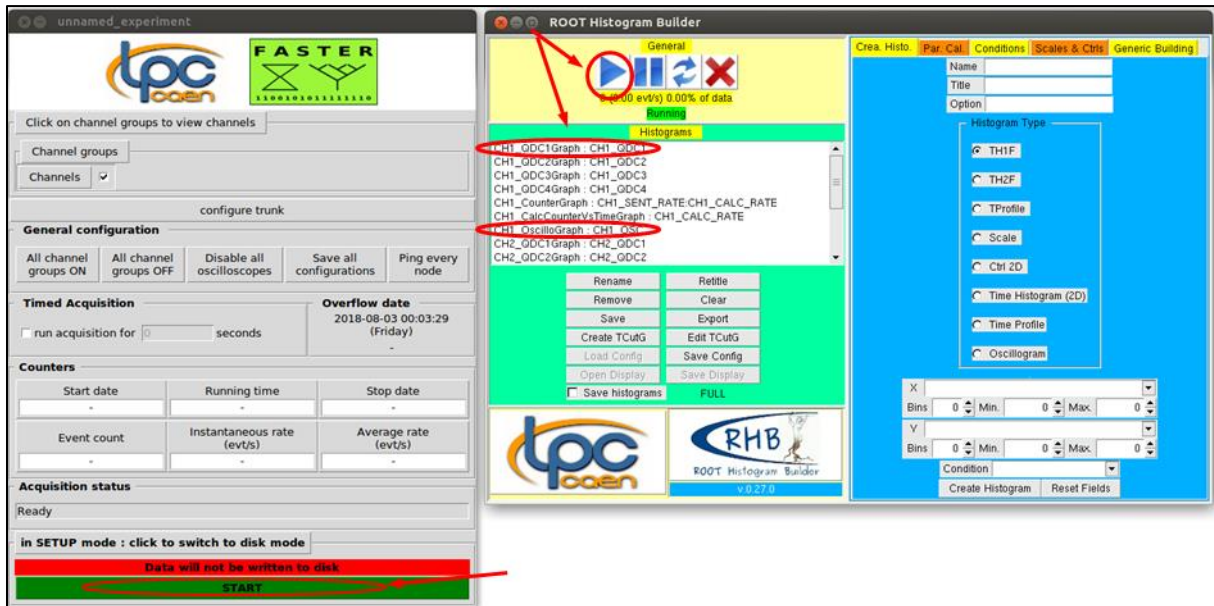 unnamed_experiment
lpc
caen
FASTER
110010101111110
Click on channel groups to view channels
Channel groups
Channels
configure trunk
General configuration
All channel groups ON
All channel groups OFF
Disable all oscilloscopes
Save all configurations
Ping every node
Timed Acquisition
run acquisition for 0 seconds
Overflow date
2018-08-03 00:03:29
(Friday)
-
Counters
Start date
Running time
Stop date
-
-
-
Event count
Instantaneous rate (evt/s)
Average rate (evt/s)
-
-
-
Acquisition status
Ready
in SETUP mode : click to switch to disk mode
Data will not be written to disk
START
ROOT Histogram Builder
General
(0.00 evt/s) 0.00% of data
Running
Histograms
CH1_QDC1Graph : CH1_QDC1
CH1_QDC2Graph : CH1_QDC2
CH1_QDC3Graph : CH1_QDC3
CH1_QDC4Graph : CH1_QDC4
CH1_CounterGraph : CH1_SENT_RATE:CH1_CALC_RATE
CH1_CalcCounterVsTimeGraph : CH1_CALC_RATE
CH1_OscilloGraph : CH1_OSC
CH2_QDC1Graph : CH2_QDC1
CH2_QDC2Graph : CH2_QDC2
Rename
Retitle
Remove
Clear
Save
Export
Create TCutG
Edit TCutG
Load Config
Save Config
Open Display
Save Display
Save histograms
FULL
lpc
caen
RHB
ROOT Histogram Builder
v.0.27.0
Crea. Histo.
Par. Cal.
Conditions
Scales & Ctrls
Generic Building
Name
Title
Option
Histogram Type
TH1F
TH2F
TProfile
Scale
Ctrl 2D
Time Histogram (2D)
Time Profile
Oscillogram
X
Bins 0 Min. 0 Max. 0
Y
Bins 0 Min. 0 Max. 0
Condition
Create Histogram
Reset Fields